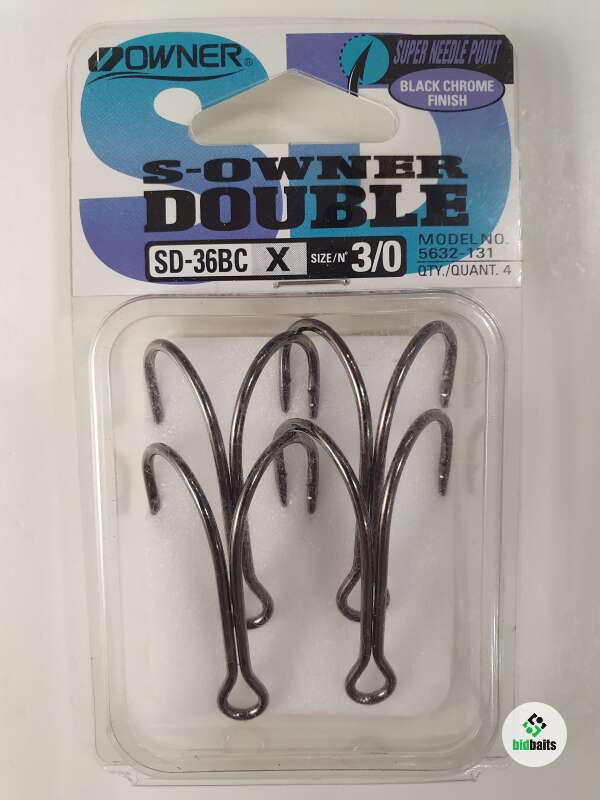 OWNER®
SUPER NEEDLE POINT
BLACK CHROME
FINISH
SD
S-OWNER
DOUBLE
SD-36BC X SIZE/N° 3/0
MODEL NO.
5632-131
QTY./QUANT. 4
bidbaits